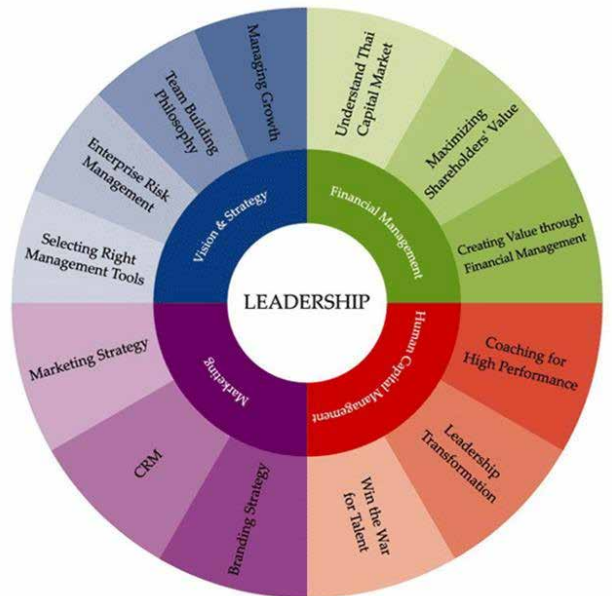 LEADERSHIP
Vision & Strategy
Selecting Right
Management Tools
Enterprise Risk
Management
Team Building
Philosophy
Managing Growth
Financial Management
Understand Thai
Capital Market
Maximizing
Shareholders' Value
Creating Value through
Financial Management
Human Capital Management
Coaching for
High Performance
Leadership
Transformation
Win the War
for Talent
Marketing
Branding Strategy
CRM
Marketing Strategy